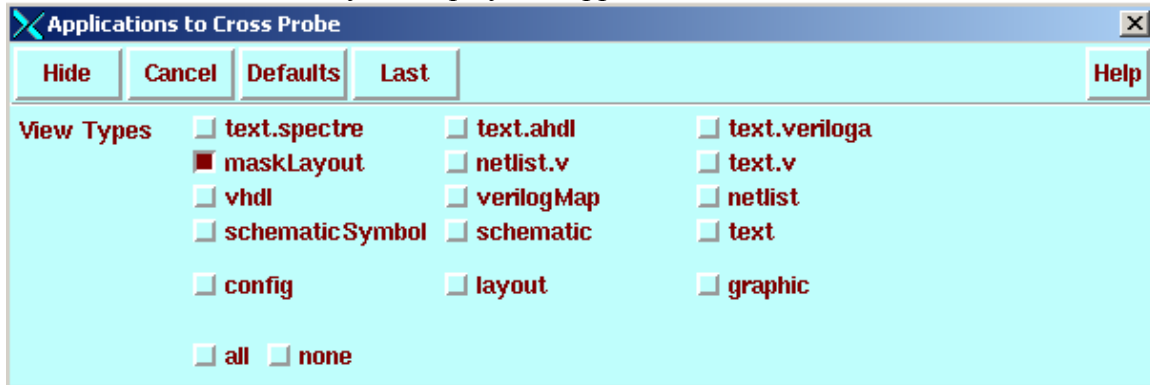 Applications to Cross Probe
Hide Cancel Defaults Last Help
View Types text.spectre text.ahdl text.veriloga
maskLayout netlist.v text.v
vhdl verilogMap netlist
schematicSymbol schematic text
config layout graphic
all none